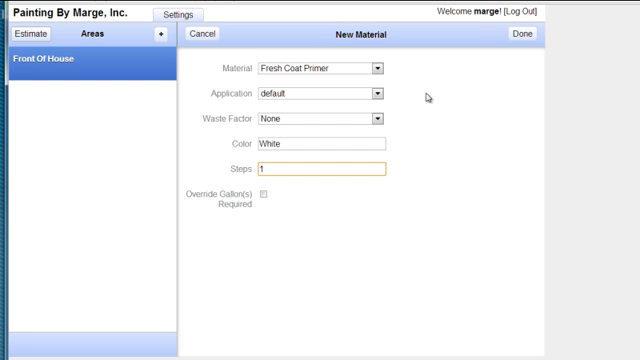 Painting By Marge, Inc.
Settings
Welcome marge! [Log Out]
Estimate
Areas
+
Cancel
New Material
Done
Front Of House
Material
Fresh Coat Primer
Application
default
Waste Factor
None
Color
White
Steps
1
Override Gallon(s)
Required